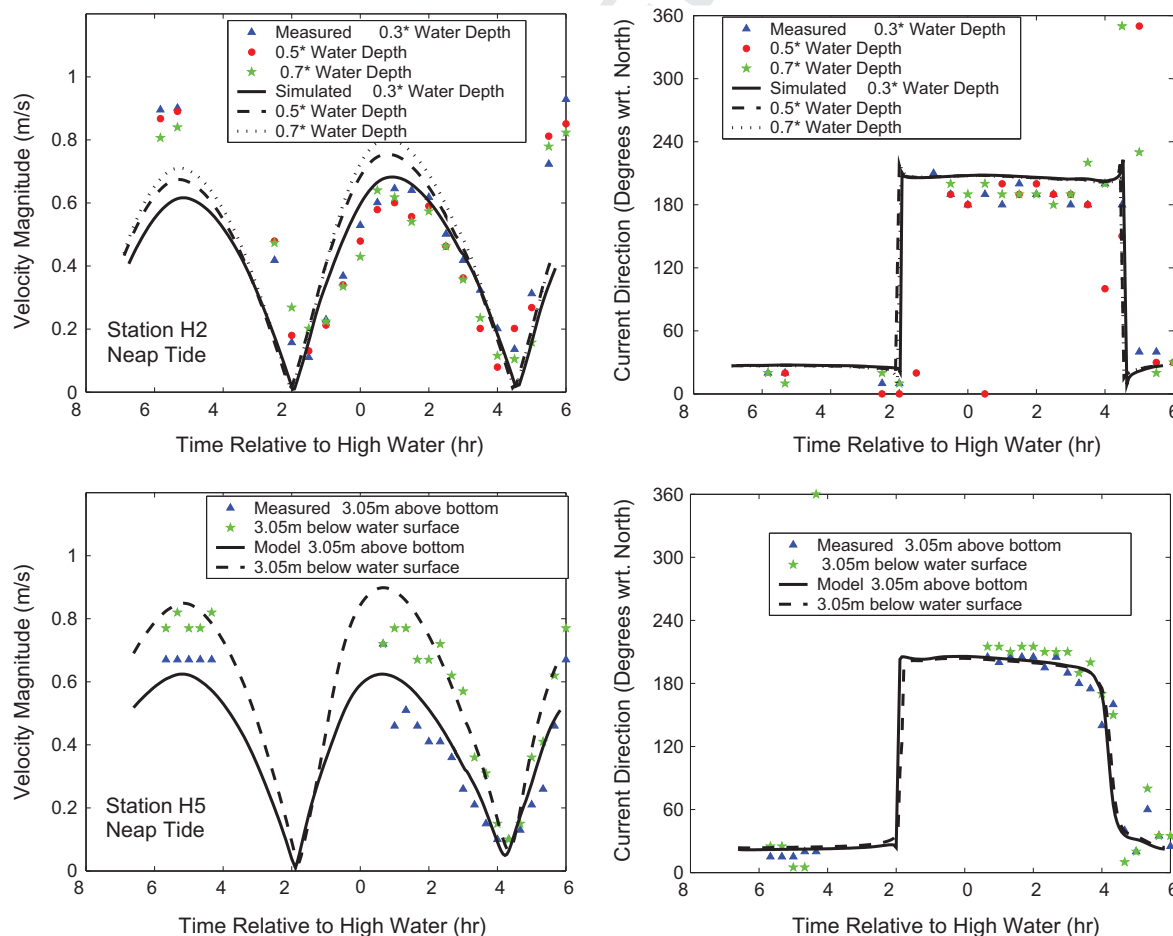 Measured 0.3* Water Depth
0.5* Water Depth
0.7* Water Depth
Simulated 0.3* Water Depth
0.5* Water Depth
0.7* Water Depth
1
0.8
0.6
0.4
0.2
0
Velocity Magnitude (m/s)
Station H2
Neap Tide
8 6 4 2 0 2 4 6
Time Relative to High Water (hr)
Measured 0.3* Water Depth
0.5* Water Depth
0.7* Water Depth
Simulated 0.3* Water Depth
0.5* Water Depth
0.7* Water Depth
360
300
240
180
120
60
0
Current Direction (Degrees wrt. North)
8 6 4 2 0 2 4 6
Time Relative to High Water (hr)
Measured 3.05m above bottom
3.05m below water surface
Model 3.05m above bottom
3.05m below water surface
1
0.8
0.6
0.4
0.2
0
Velocity Magnitude (m/s)
Station H5
Neap Tide
8 6 4 2 0 2 4 6
Time Relative to High Water (hr)
Measured 3.05m above bottom
3.05m below water surface
Model 3.05m above bottom
3.05m below water surface
360
300
240
180
120
60
0
Current Direction (Degrees wrt. North)
8 6 4 2 0 2 4 6
Time Relative to High Water (hr)